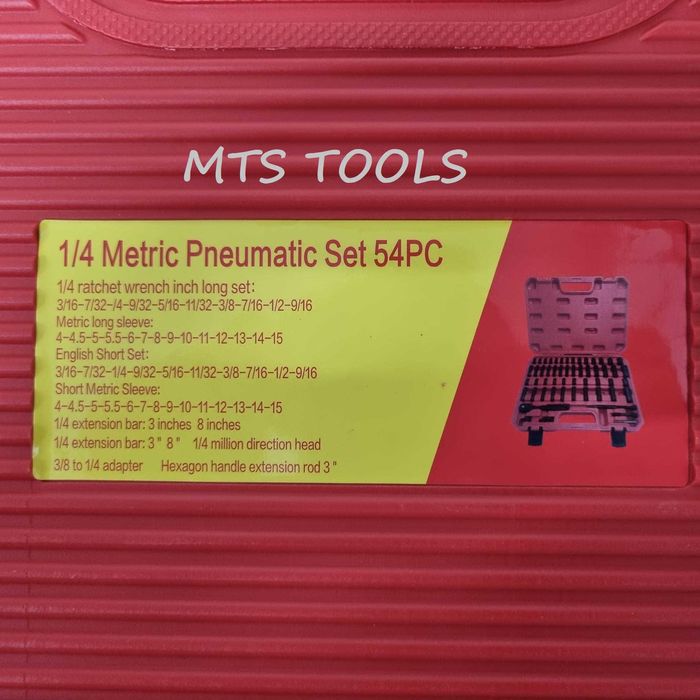 MTS TOOLS
1/4 Metric Pneumatic Set 54PC
1/4 ratchet wrench inch long set:
3/16-7/32-/4-9/32-5/16-11/32-3/8-7/16-1/2-9/16
Metric long sleeve:
4-4.5-5-5.5-6-7-8-9-10-11-12-13-14-15
English Short Set:
3/16-7/32-1/4-9/32-5/16-11/32-3/8-7/16-1/2-9/16
Short Metric Sleeve:
4-4.5-5-5.5-6-7-8-9-10-11-12-13-14-15
1/4 extension bar: 3 inches 8 inches
1/4 extension bar: 3" 8" 1/4 million direction head
3/8 to 1/4 adapter Hexagon handle extension rod 3"